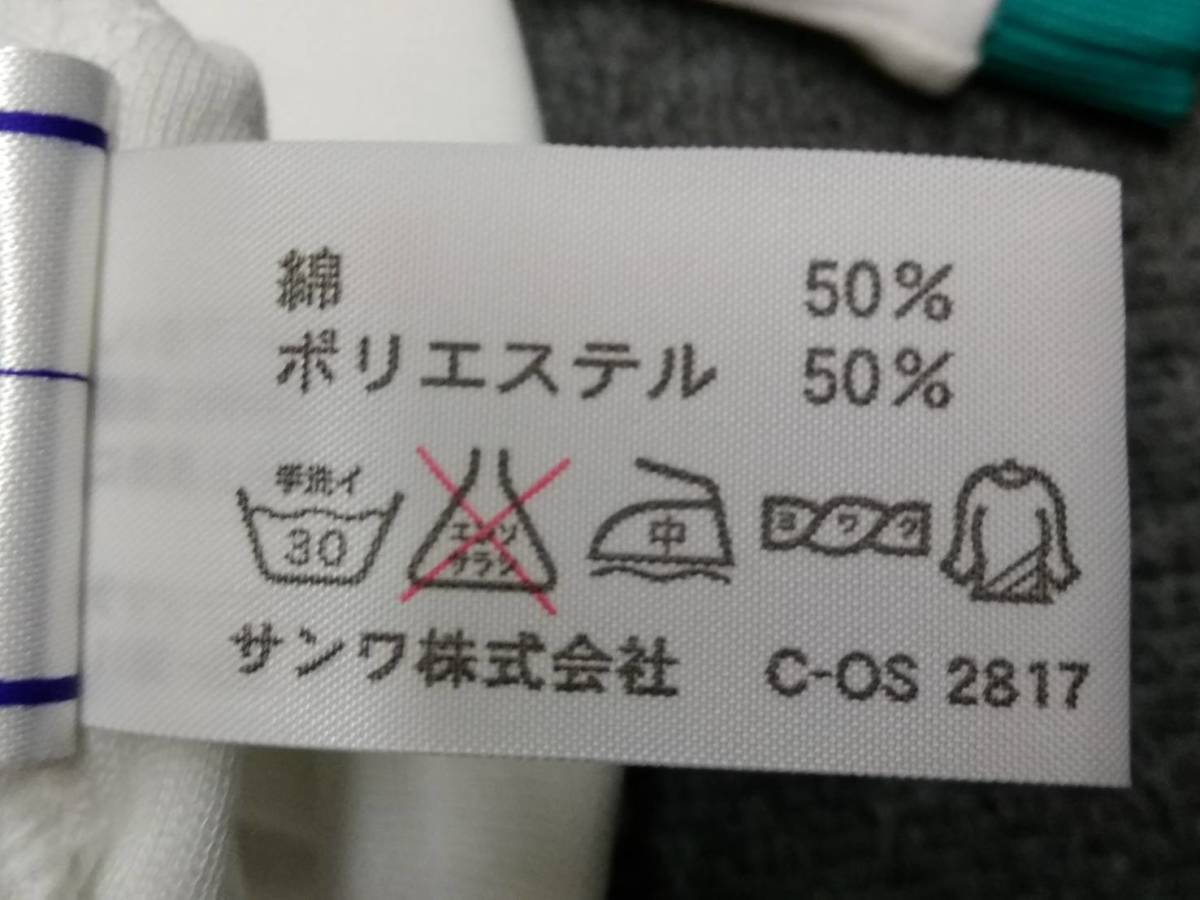 綿 50%
ポリエステル 50%
手洗イ
30
エンソ
サラシ
中
ヨワク
サンワ株式会社 C-OS 2817